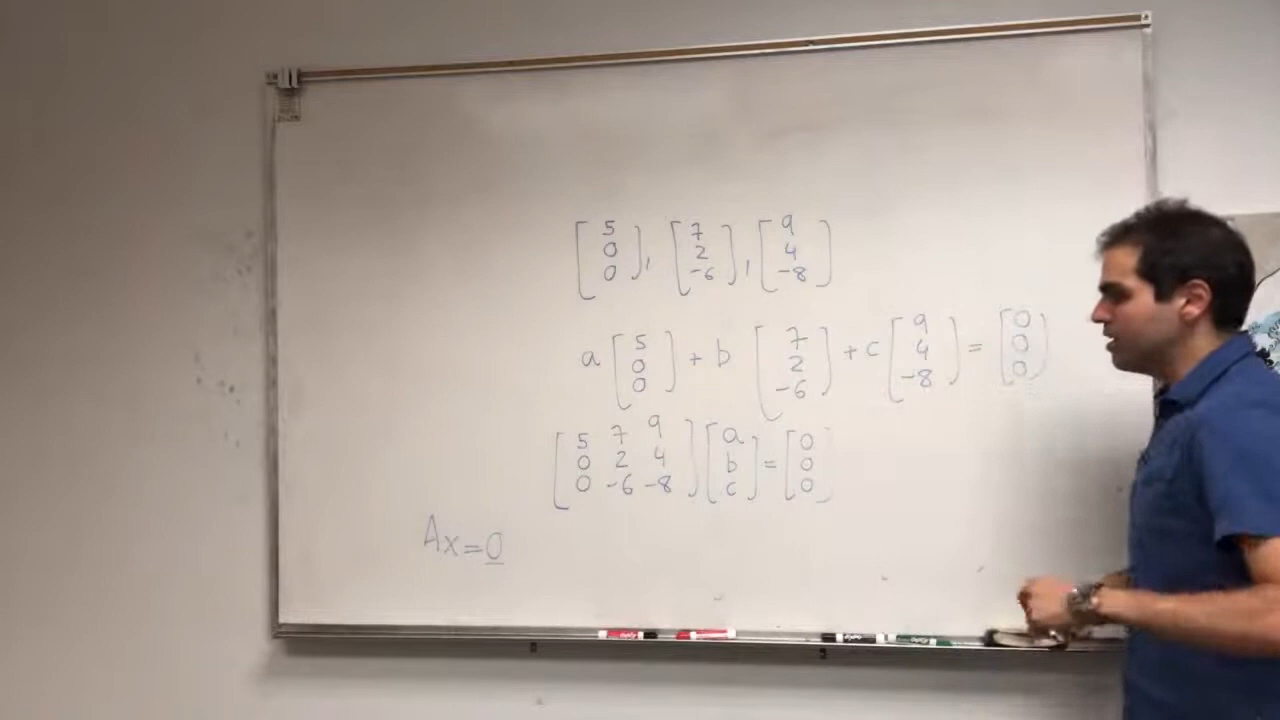 [5 0 0], [7 2 -6], [9 4 -8]
a [5 0 0] + b [7 2 -6] + c [9 4 -8] = [0 0 0]
[5 7 9
0 2 4
0 -6 -8] [a b c] = [0 0 0]
Ax = 0